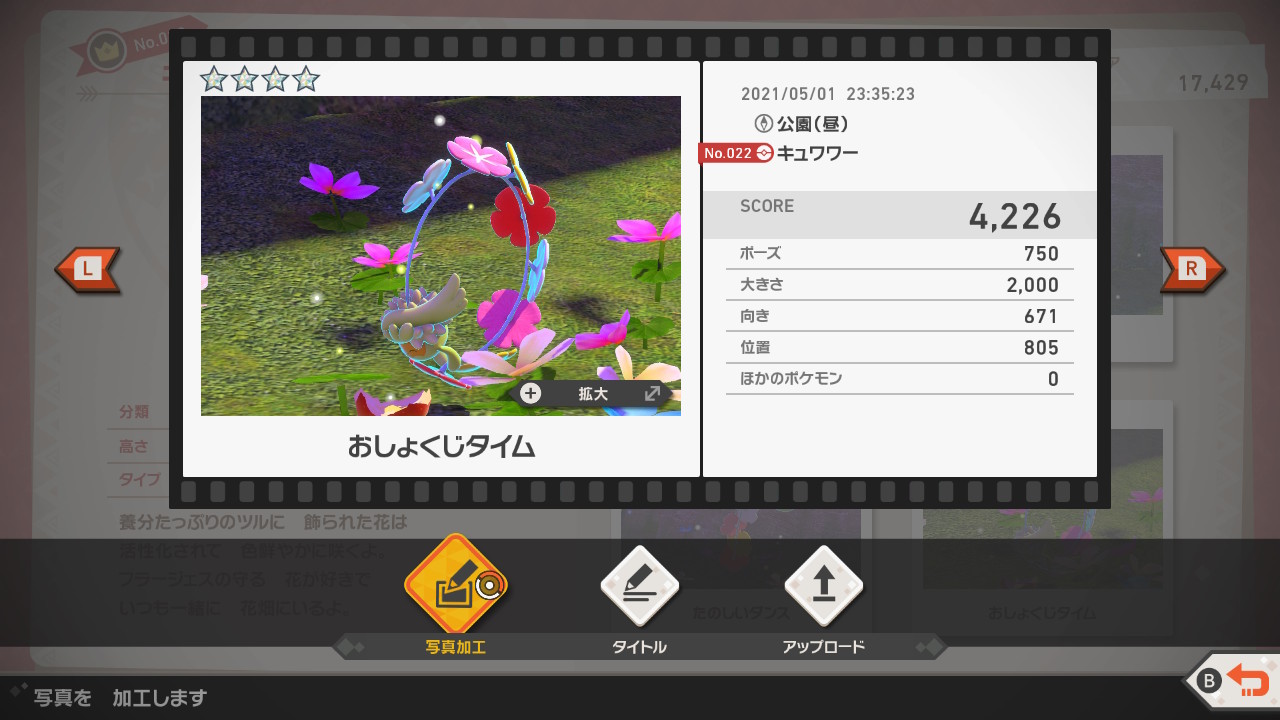 No.0
17,429
2021/05/01 23:35:23
公園(昼)
No.022 キュワワー
SCORE 4,226
ポーズ 750
大きさ 2,000
向き 671
位置 805
ほかのポケモン 0
L
R
+ 拡大
おしょくじタイム
分類
高さ
タイプ
養分たっぷりのツルに 飾られた花は
活性化されて 色鮮やかに咲くよ。
フラージェスの守る 花が好きで
いつも一緒に 花畑にいるよ。
たのしいダンス
おしょくじタイム
写真加工
タイトル
アップロード
写真を 加工します
B